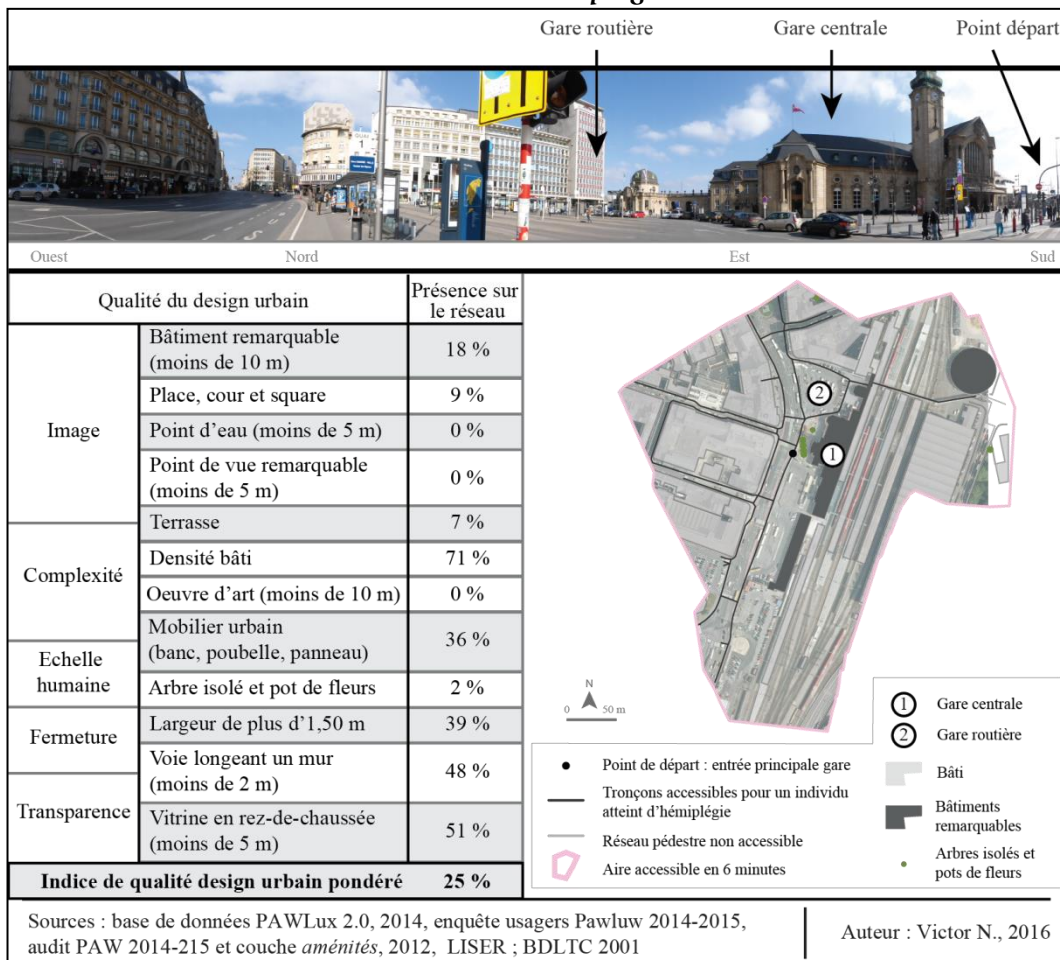 Gare routière
Gare centrale
Point départ
Ouest
Nord
Est
Sud
Qualité du design urbain
Présence sur
le réseau
Image
Bâtiment remarquable
(moins de 10 m)
18 %
Place, cour et square
9 %
Point d'eau (moins de 5 m)
0 %
Point de vue remarquable
(moins de 5 m)
0 %
Complexité
Terrasse
7 %
Densité bâti
71 %
Oeuvre d'art (moins de 10 m)
0 %
Mobilier urbain
(banc, poubelle, panneau)
36 %
Echelle
humaine
Arbre isolé et pot de fleurs
2 %
Fermeture
Largeur de plus d'1,50 m
39 %
Voie longeant un mur
(moins de 2 m)
48 %
Transparence
Vitrine en rez-de-chaussée
(moins de 5 m)
51 %
Indice de qualité design urbain pondéré 25 %
2
1
N
0 50 m
Point de départ : entrée principale gare
Tronçons accessibles pour un individu
atteint d'hémiplégie
Réseau pédestre non accessible
Aire accessible en 6 minutes
1 Gare centrale
2 Gare routière
Bâti
Bâtiments
remarquables
Arbres isolés et
pots de fleurs
Sources : base de données PAWLux 2.0, 2014, enquête usagers Pawluw 2014-2015,
audit PAW 2014-215 et couche aménités, 2012, LISER ; BDLTC 2001
Auteur : Victor N., 2016